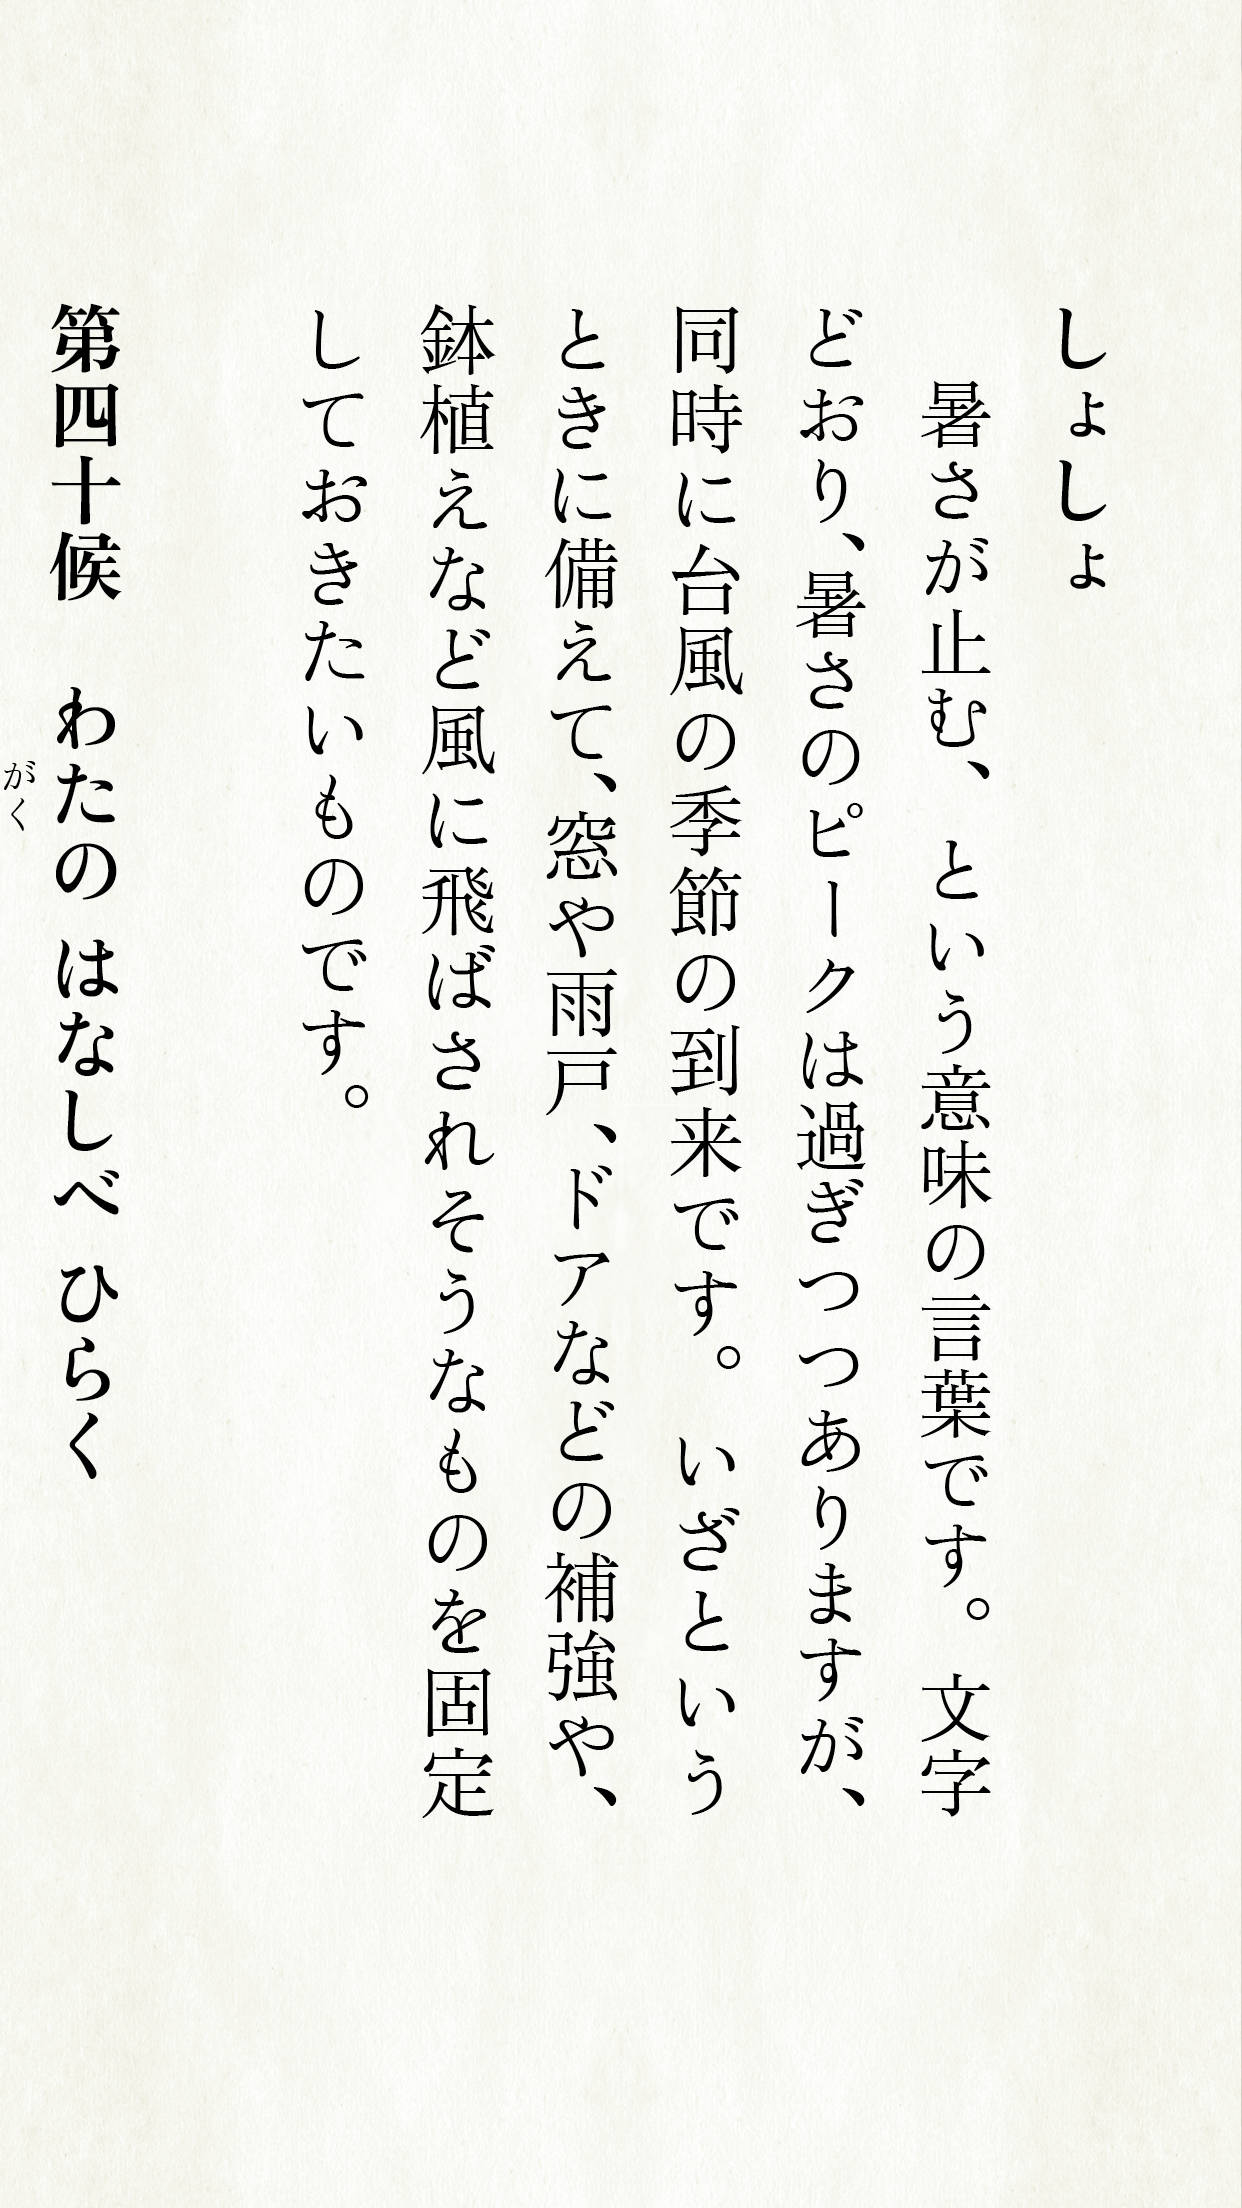 しょしょ
　暑さが止む、という意味の言葉です。文字
どおり、暑さのピークは過ぎつつありますが、
同時に台風の季節の到来です。いざという
ときに備えて、窓や雨戸、ドアなどの補強や、
鉢植えなど風に飛ばされそうなものを固定
しておきたいものです。
第四十候　わたの はなしべ ひらく
がく